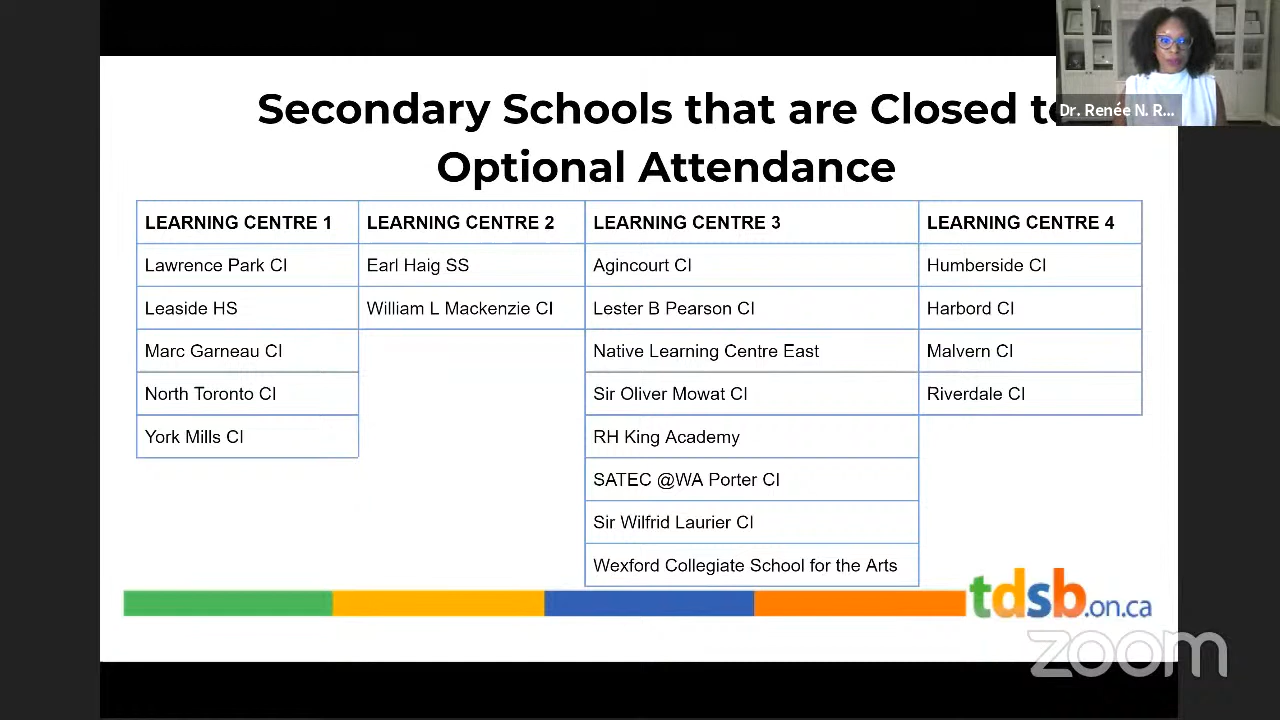 Secondary Schools that are Closed to
Optional Attendance
Dr. Renée N. R...
LEARNING CENTRE 1 LEARNING CENTRE 2 LEARNING CENTRE 3 LEARNING CENTRE 4
Lawrence Park CI Earl Haig SS Agincourt CI Humberside CI
Leaside HS William L Mackenzie CI Lester B Pearson CI Harbord CI
Marc Garneau CI Native Learning Centre East Malvern CI
North Toronto CI Sir Oliver Mowat CI Riverdale CI
York Mills CI RH King Academy
SATEC @WA Porter CI
Sir Wilfrid Laurier CI
Wexford Collegiate School for the Arts
tdsb.on.ca
zoom